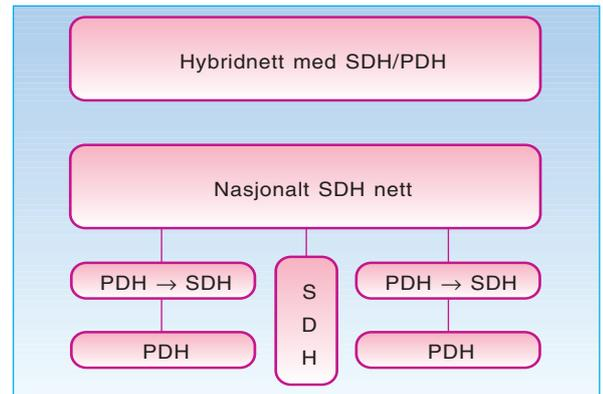 Hybridnett med SDH/PDH
Nasjonalt SDH nett
PDH → SDH
S
D
H
PDH → SDH
PDH
PDH